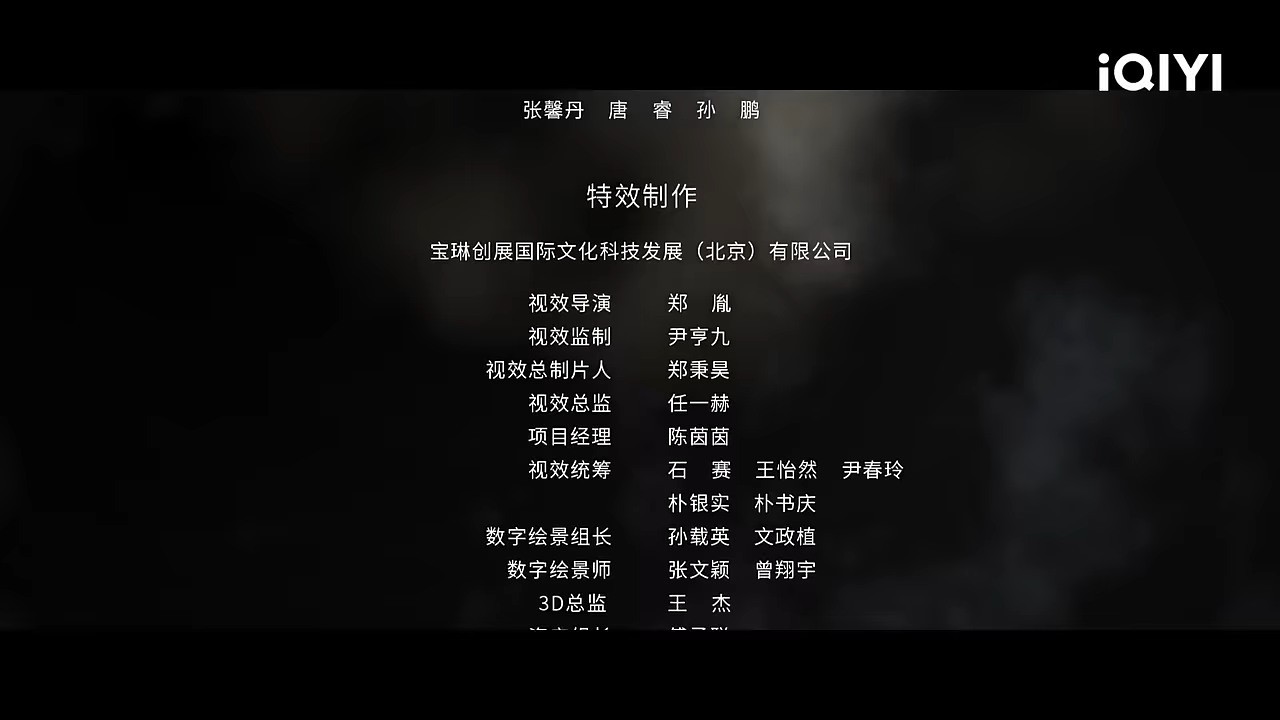 iQIYI
张馨丹 唐 睿 孙 鹏
特效制作
宝琳创展国际文化科技发展（北京）有限公司
视效导演 郑 胤
视效监制 尹亨九
视效总制片人 郑秉昊
视效总监 任一赫
项目经理 陈茵茵
视效统筹 石 赛 王怡然 尹春玲
朴银实 朴书庆
数字绘景组长 孙载英 文政植
数字绘景师 张文颖 曾翔宇
3D总监 王 杰